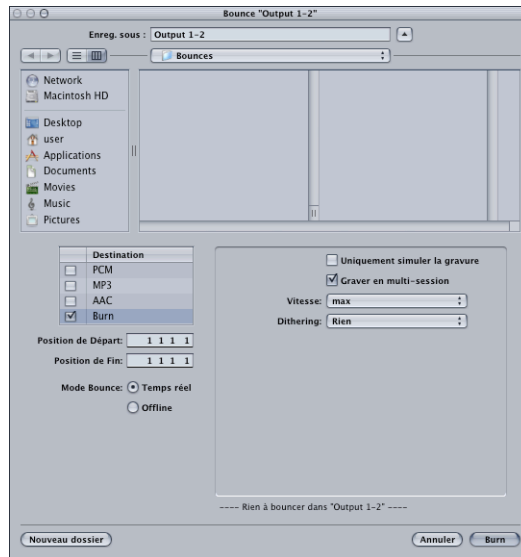 Bounce "Output 1-2"
Enreg. sous : Output 1-2
Bounces
Network
Macintosh HD
Desktop
user
Applications
Documents
Movies
Music
Pictures
Destination
PCM
MP3
AAC
Burn
Position de Départ: 1 1 1 1
Position de Fin: 1 1 1 1
Mode Bounce: Temps réel
Offline
Uniquement simuler la gravure
Graver en multi-session
Vitesse: max
Dithering: Rien
---- Rien à bouncer dans "Output 1-2" ----
Nouveau dossier
Annuler
Burn